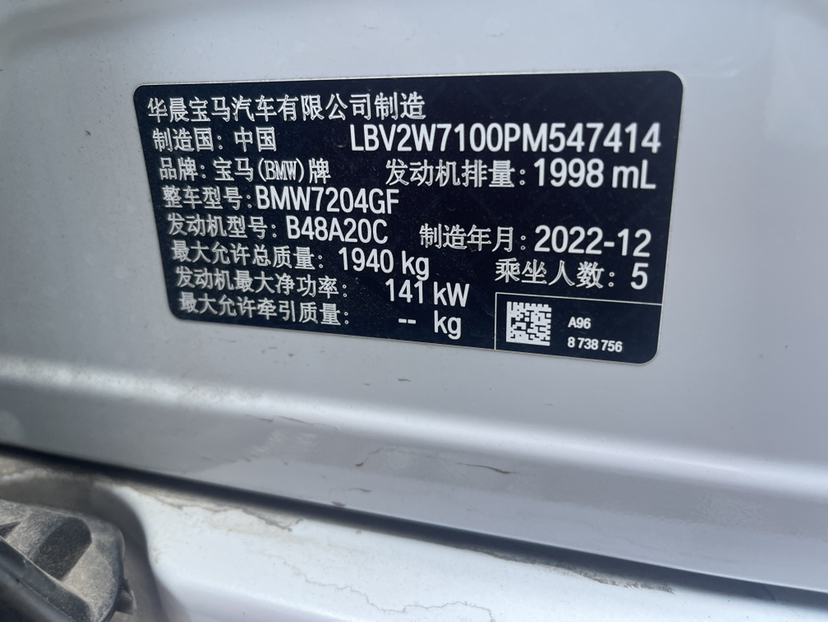 华晨宝马汽车有限公司制造
制造国: 中国 LBV2W7100PM547414
品牌: 宝马(BMW)牌 发动机排量: 1998 mL
整车型号: BMW7204GF
发动机型号: B48A20C 制造年月: 2022-12
最大允许总质量: 1940 kg 乘坐人数: 5
发动机最大净功率: 141 kW
最大允许牵引质量: -- kg
A96
8 738 756